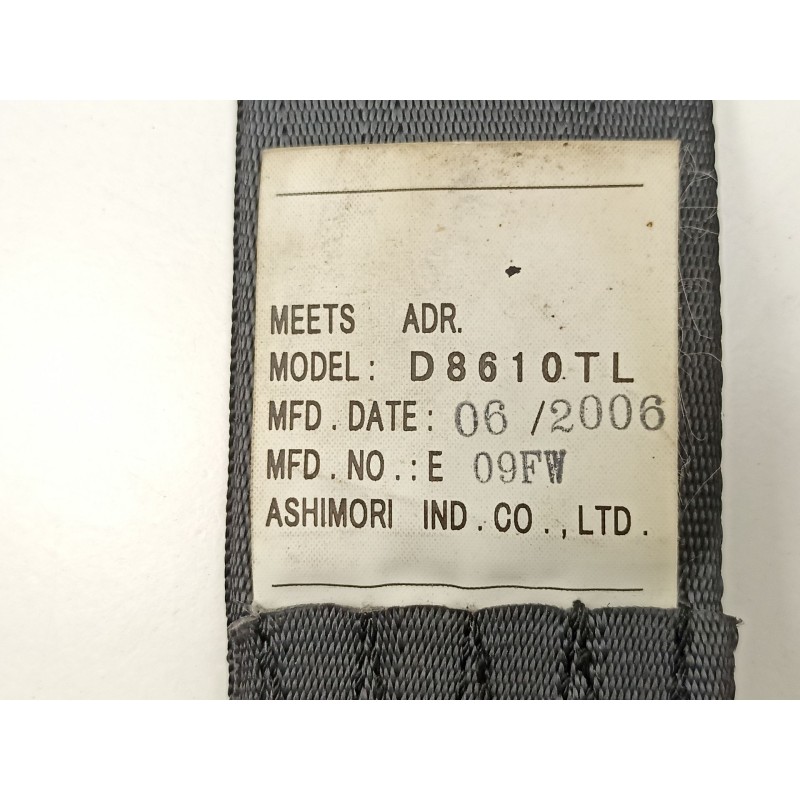 MEETS ADR.
MODEL: D8610TL
MFD. DATE: 06 /2006
MFD. NO.:E 09FW
ASHIMORI IND. CO., LTD.